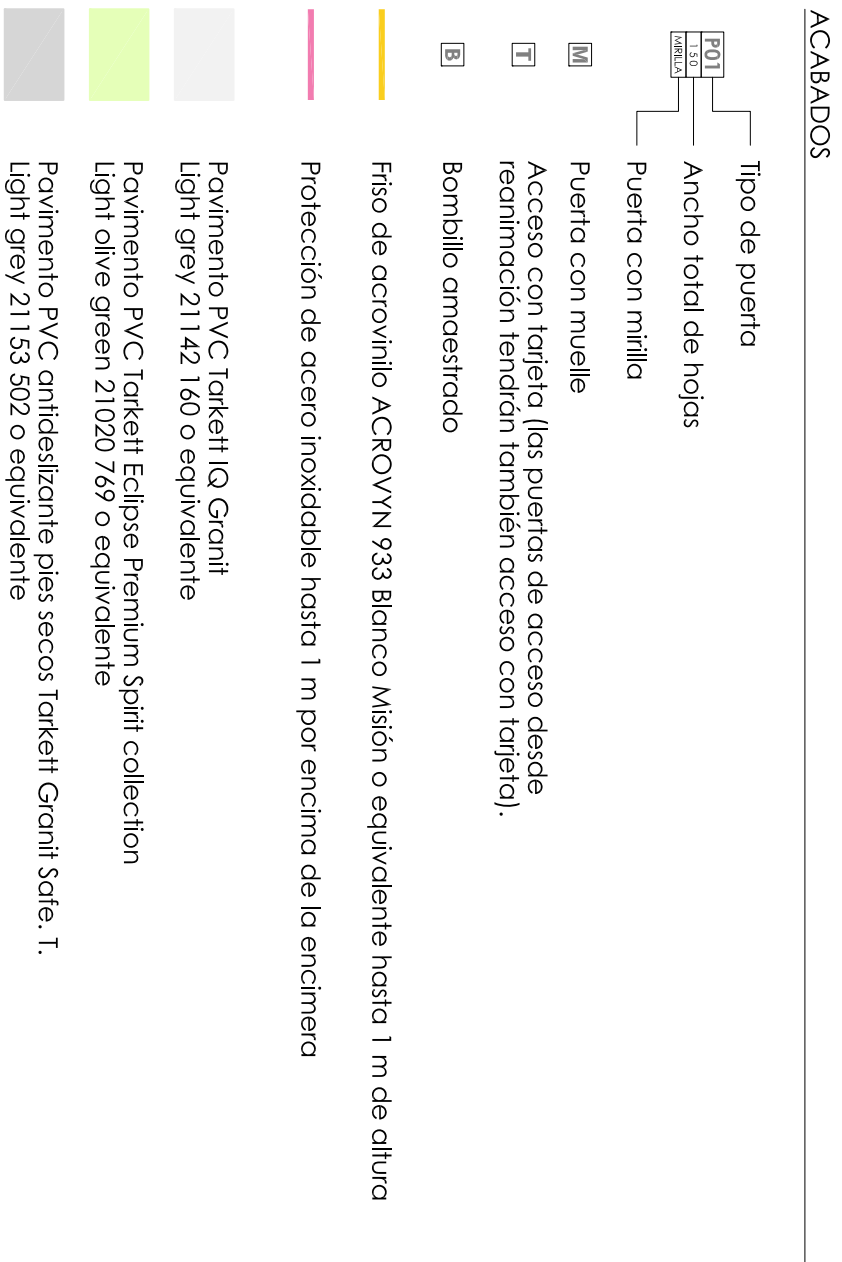 ACABADOS
P01
150
MIRILLA
Tipo de puerta
Ancho total de hojas
Puerta con mirilla
M
Puerta con muelle
T
Acceso con tarjeta (las puertas de acceso desde
reanimación tendrán también acceso con tarjeta).
B
Bombillo amaestrado
Friso de acrovinilo ACROVYN 933 Blanco Misión o equivalente hasta 1 m de altura
Protección de acero inoxidable hasta 1 m por encima de la encimera
Pavimento PVC Tarkett IQ Granit
Light grey 21142 160 o equivalente
Pavimento PVC Tarkett Eclipse Premium Spirit collection
Light olive green 21020 769 o equivalente
Pavimento PVC antideslizante pies secos Tarkett Granit Safe. T.
Light grey 21153 502 o equivalente